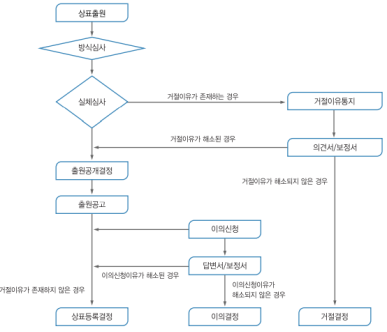 상표출원
방식심사
실체심사
거절이유가 존재하는 경우
거절이유통지
거절이유가 해소된 경우
의견서/보정서
출원공개결정
거절이유가 해소되지 않은 경우
출원공고
이의신청
답변서/보정서
이의신청이유가 해소된 경우
거절이유가 존재하지 않은 경우
이의신청이유가
해소되지 않은 경우
상표등록결정
이의결정
거절결정